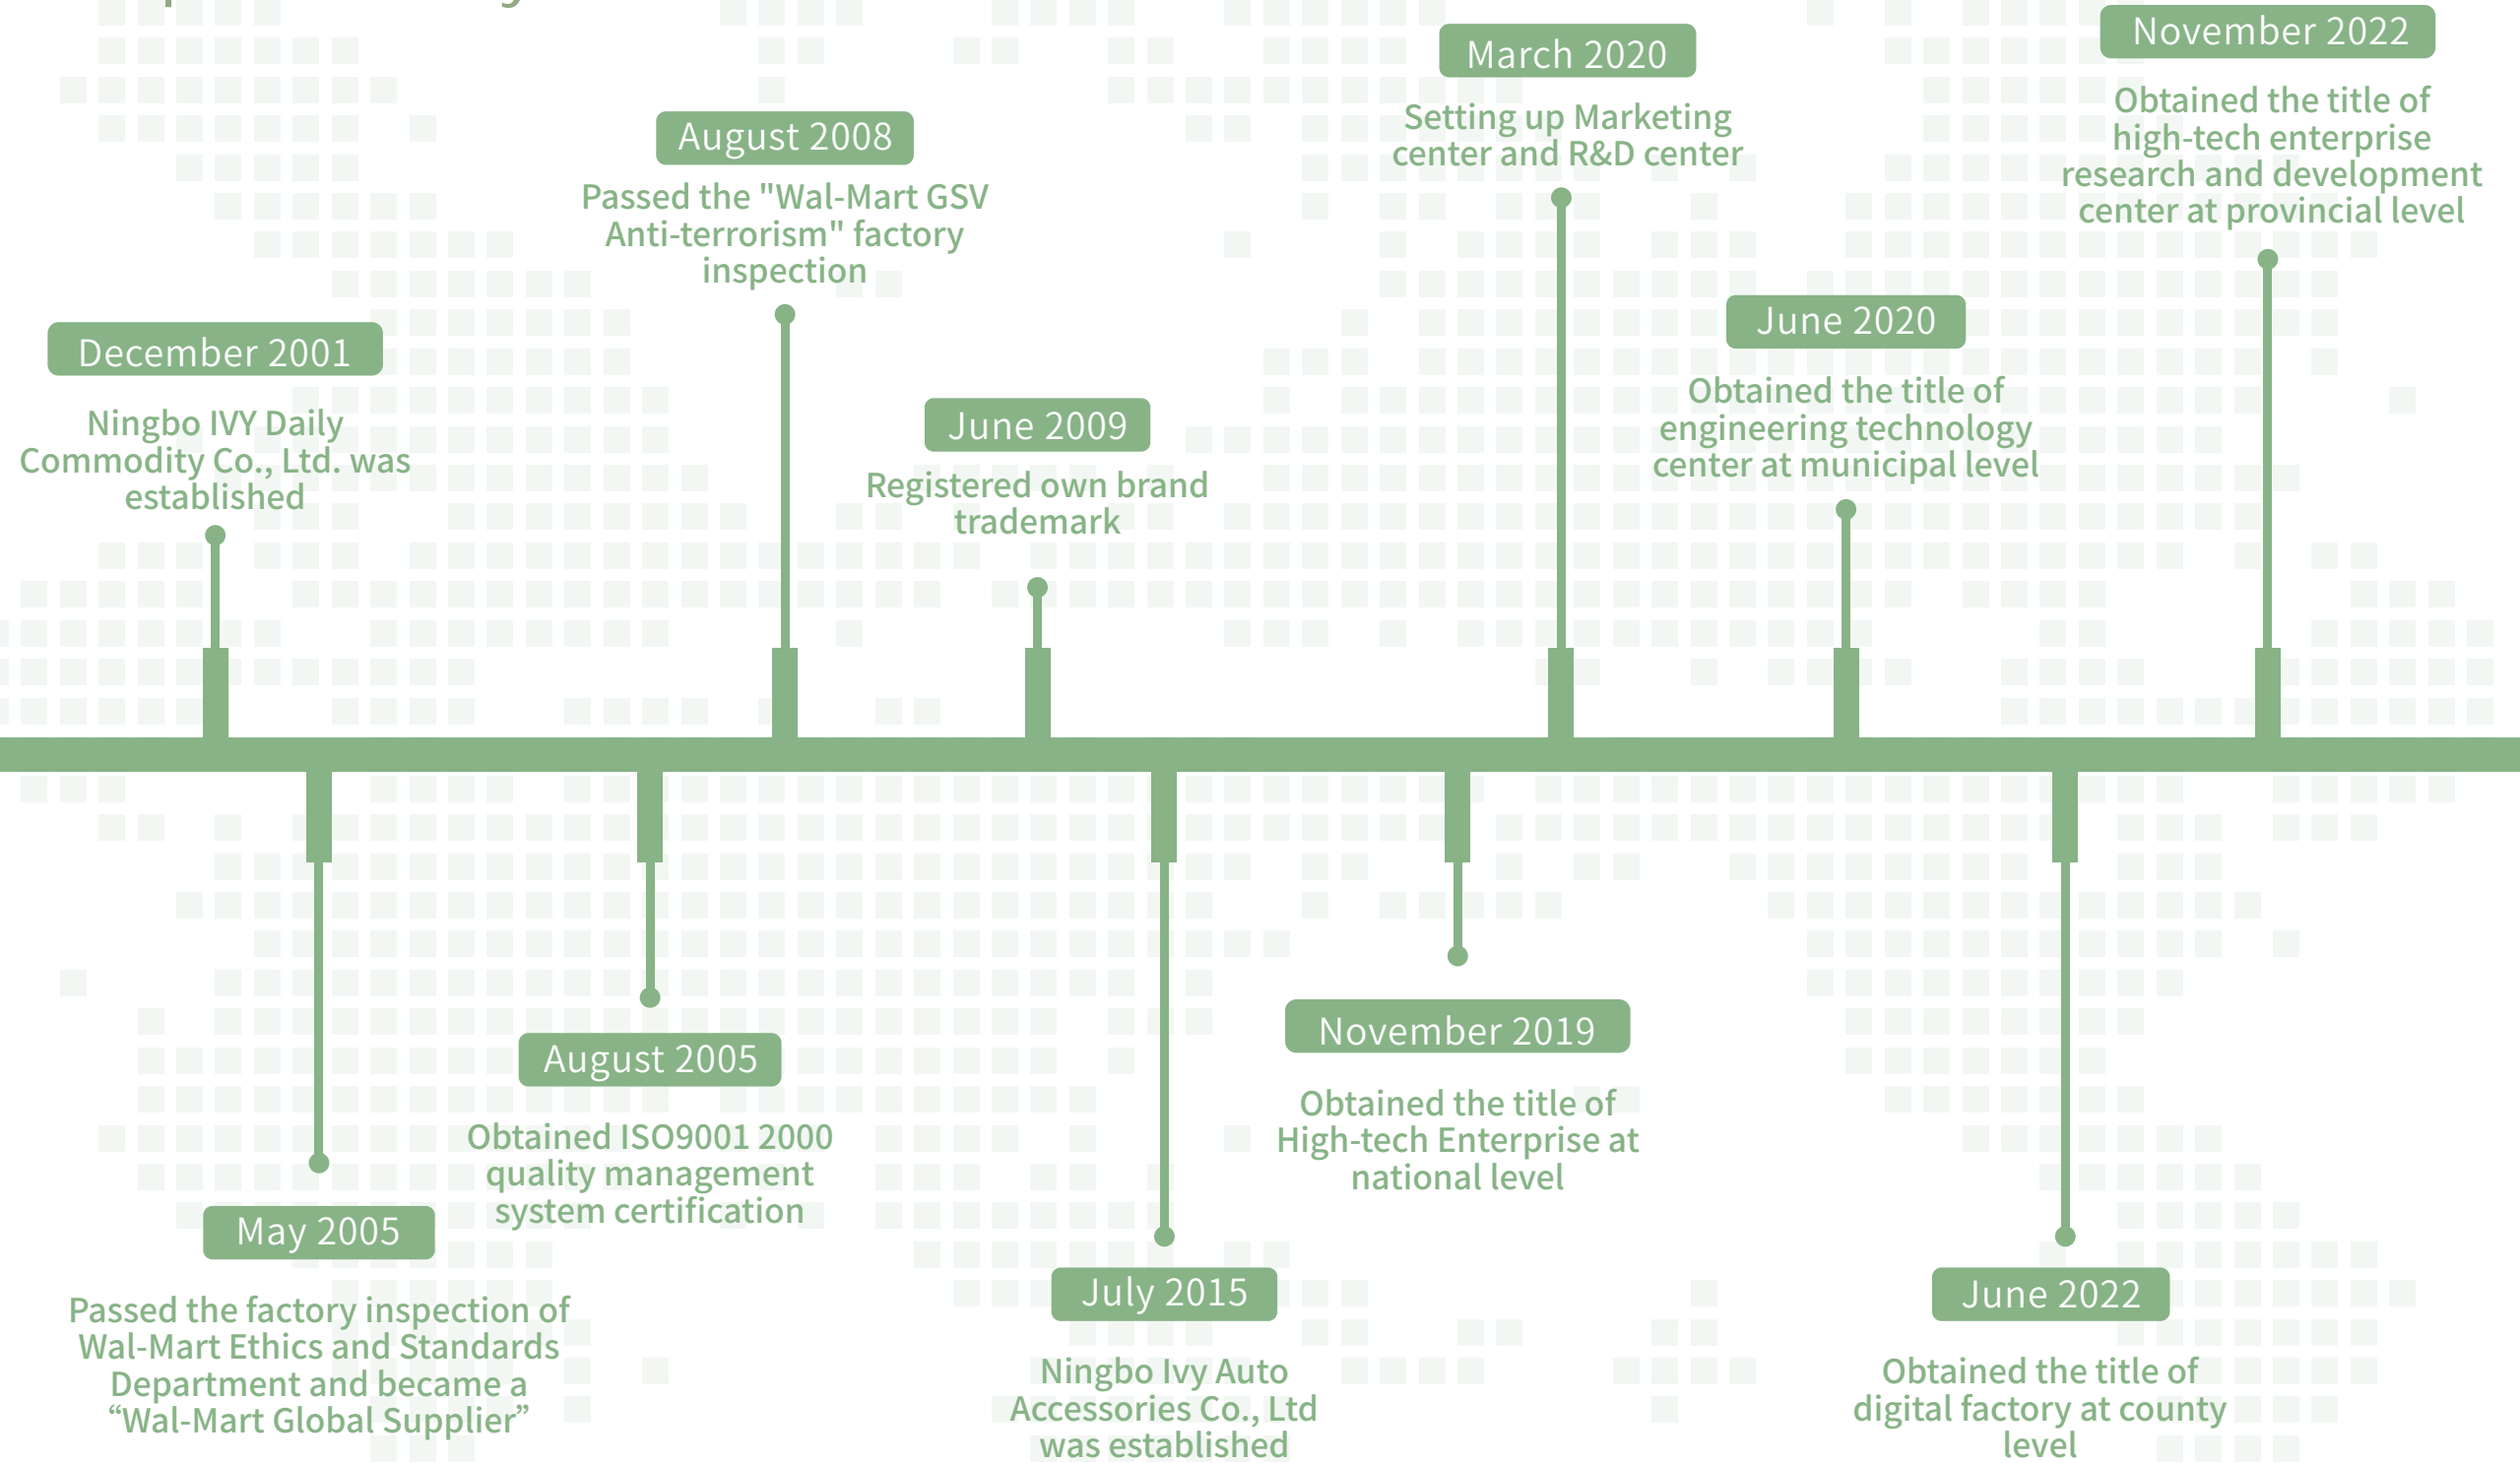 December 2001
Ningbo IVY Daily
Commodity Co., Ltd. was
established
May 2005
Passed the factory inspection of
Wal-Mart Ethics and Standards
Department and became a
“Wal-Mart Global Supplier”
August 2005
Obtained ISO9001 2000
quality management
system certification
August 2008
Passed the "Wal-Mart GSV
Anti-terrorism" factory
inspection
June 2009
Registered own brand
trademark
July 2015
Ningbo Ivy Auto
Accessories Co., Ltd
was established
November 2019
Obtained the title of
High-tech Enterprise at
national level
March 2020
Setting up Marketing
center and R&D center
June 2020
Obtained the title of
engineering technology
center at municipal level
June 2022
Obtained the title of
digital factory at county
level
November 2022
Obtained the title of
high-tech enterprise
research and development
center at provincial level